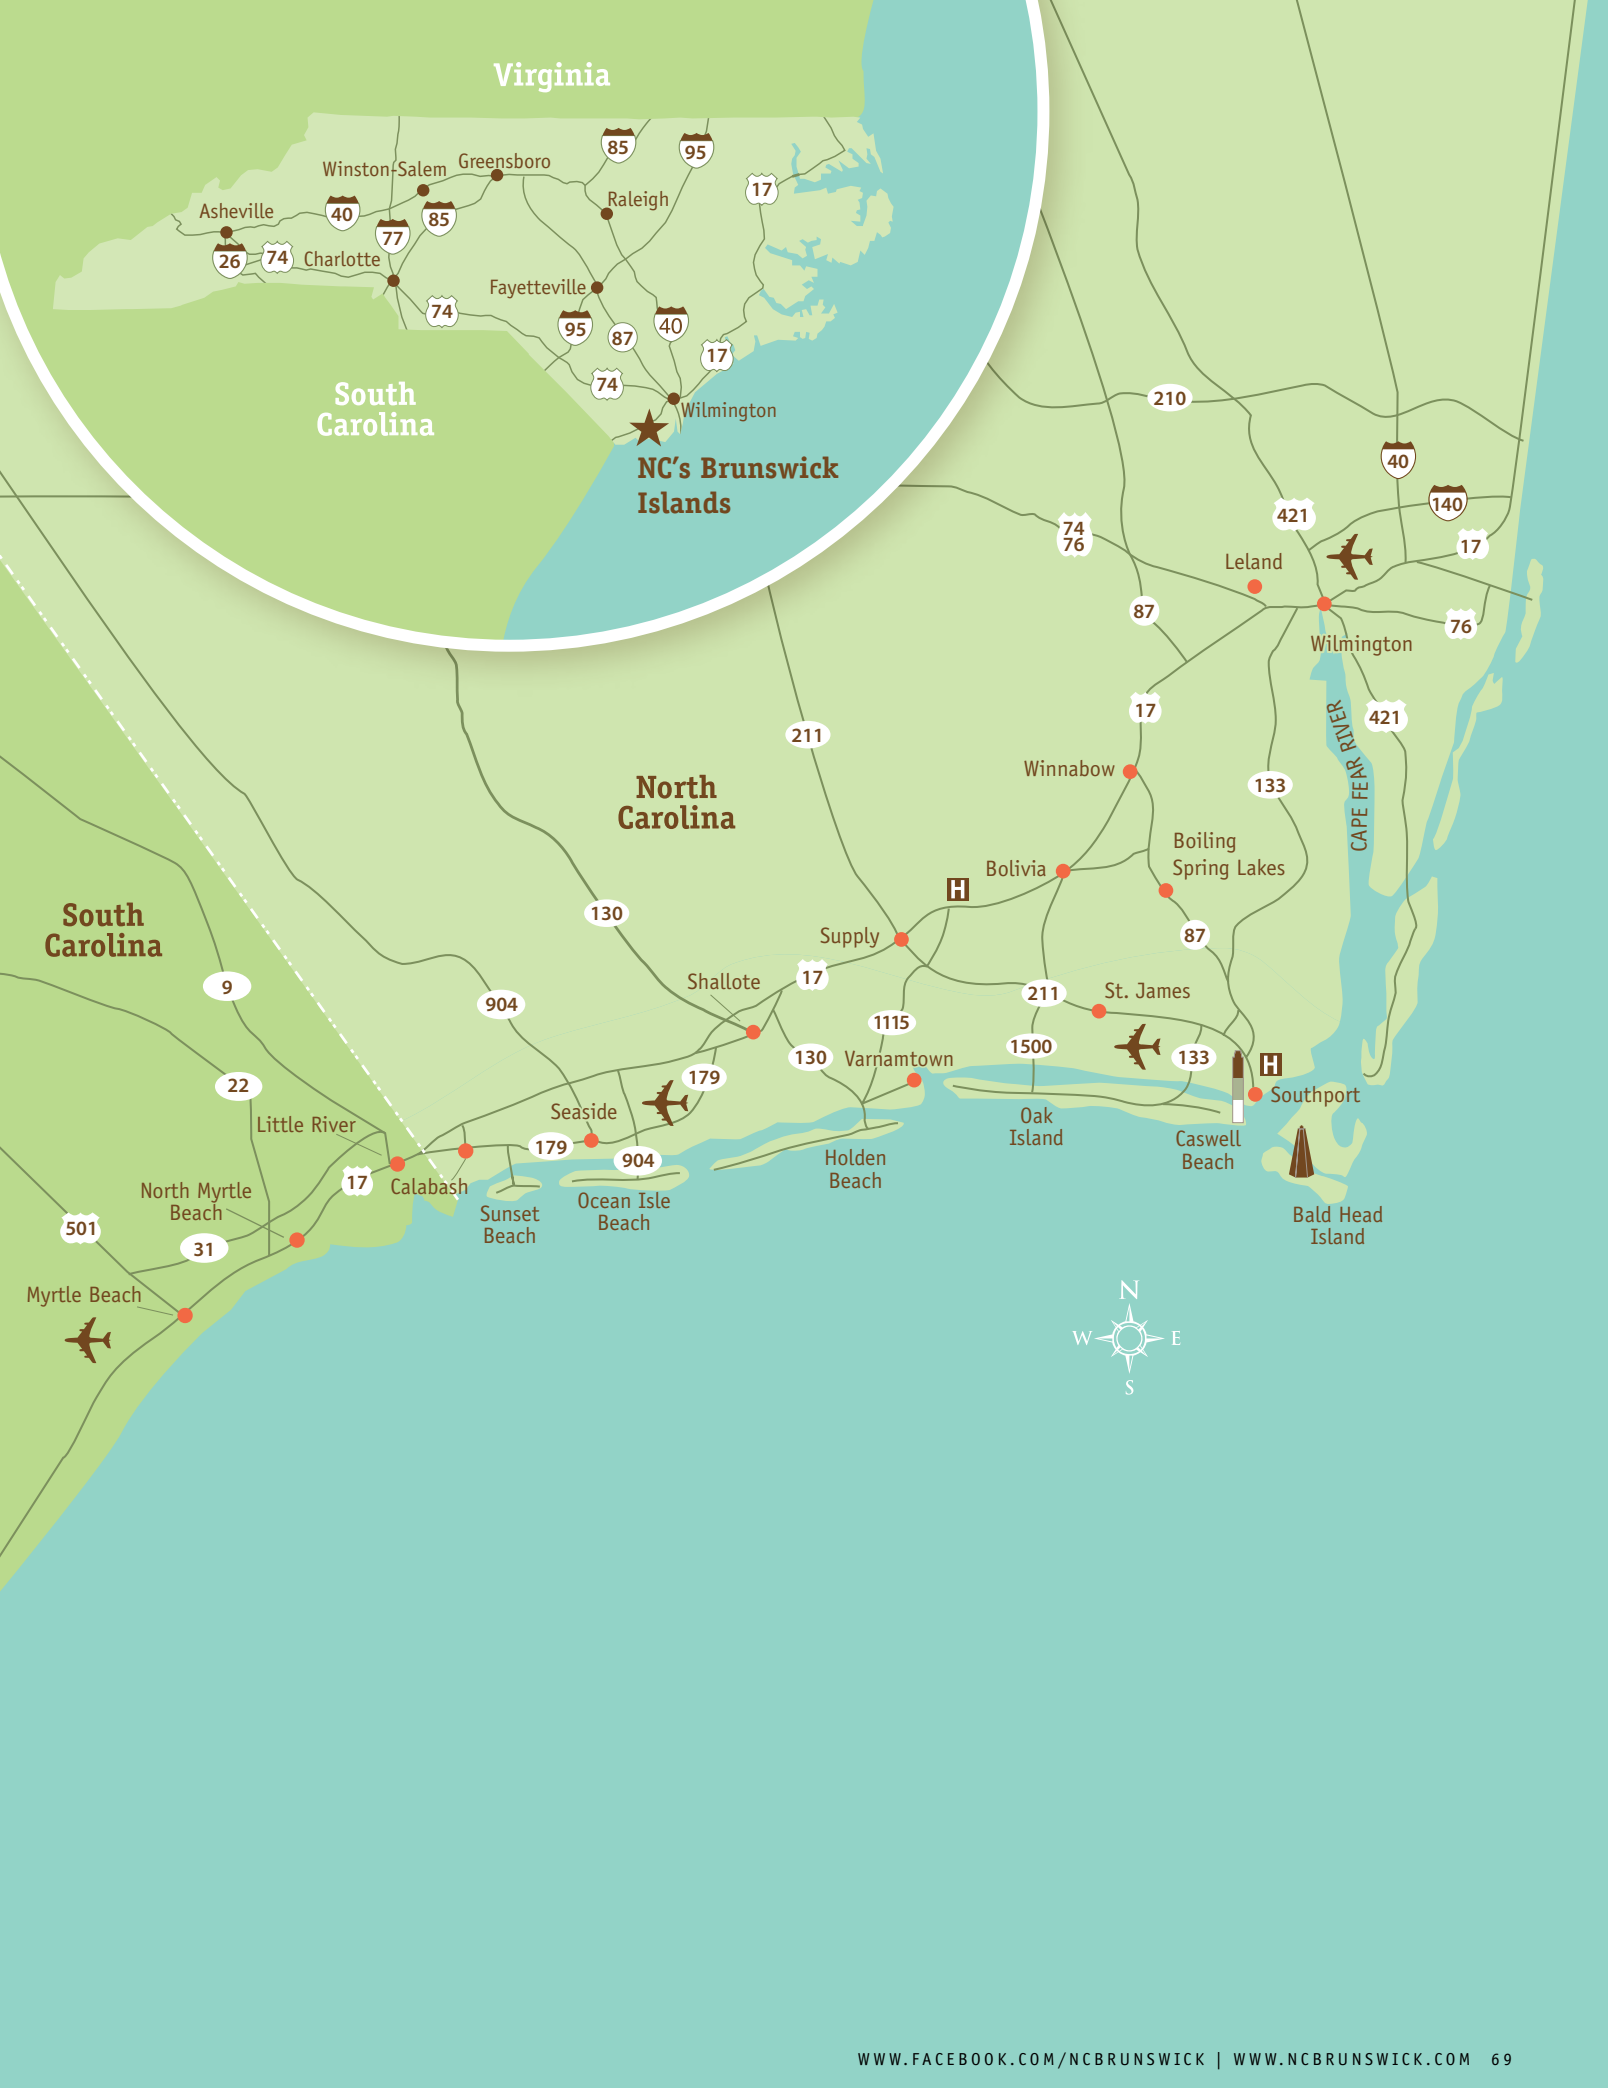 Virginia
85
95
Winston-Salem
Greensboro
17
Asheville
40
85
Raleigh
77
26
74
Charlotte
Fayetteville
74
95
87
40
17
74
South
Carolina
Wilmington
NC's Brunswick
Islands
210
40
140
421
17
74
76
Leland
87
76
Wilmington
17
421
CAPE FEAR RIVER
211
Winnabow
133
North
Carolina
Boiling
Spring Lakes
Bolivia
H
130
87
Supply
South
Carolina
17
Shallote
9
904
211
St. James
1115
1500
130
Varnamtown
133
H
179
22
Southport
Little River
Seaside
Oak
Island
179
904
Caswell
Beach
Holden
Beach
17
Calabash
North Myrtle
Beach
Sunset
Beach
Ocean Isle
Beach
Bald Head
Island
501
31
Myrtle Beach
N
W E
S
WWW.FACEBOOK.COM/NCBRUNSWICK | WWW.NCBRUNSWICK.COM 69